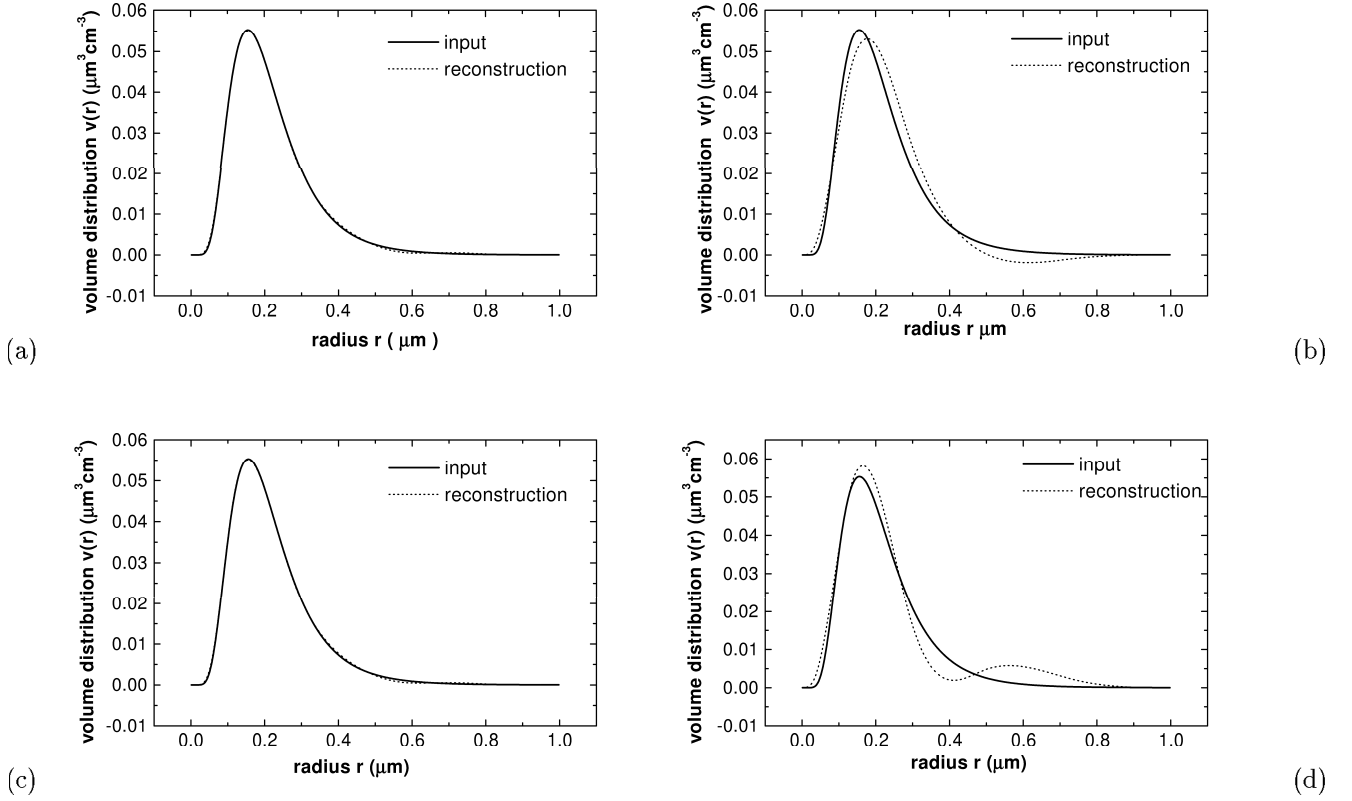 0.06
0.05
0.04
0.03
0.02
0.01
0.00
-0.01
volume distribution v(r) (μm³cm⁻³)
input
reconstruction
0.0 0.2 0.4 0.6 0.8 1.0
radius r ( μm )
(a)
0.06
0.05
0.04
0.03
0.02
0.01
0.00
-0.01
volume distribution v(r) (μm³cm⁻³)
input
reconstruction
0.0 0.2 0.4 0.6 0.8 1.0
radius r μm
(b)
0.06
0.05
0.04
0.03
0.02
0.01
0.00
-0.01
volume distribution v(r) (μm³cm⁻³)
input
reconstruction
0.0 0.2 0.4 0.6 0.8 1.0
radius r (μm)
(c)
0.06
0.05
0.04
0.03
0.02
0.01
0.00
-0.01
volume distribution v(r) (μm³cm⁻³)
input
reconstruction
0.0 0.2 0.4 0.6 0.8 1.0
radius r (μm)
(d)